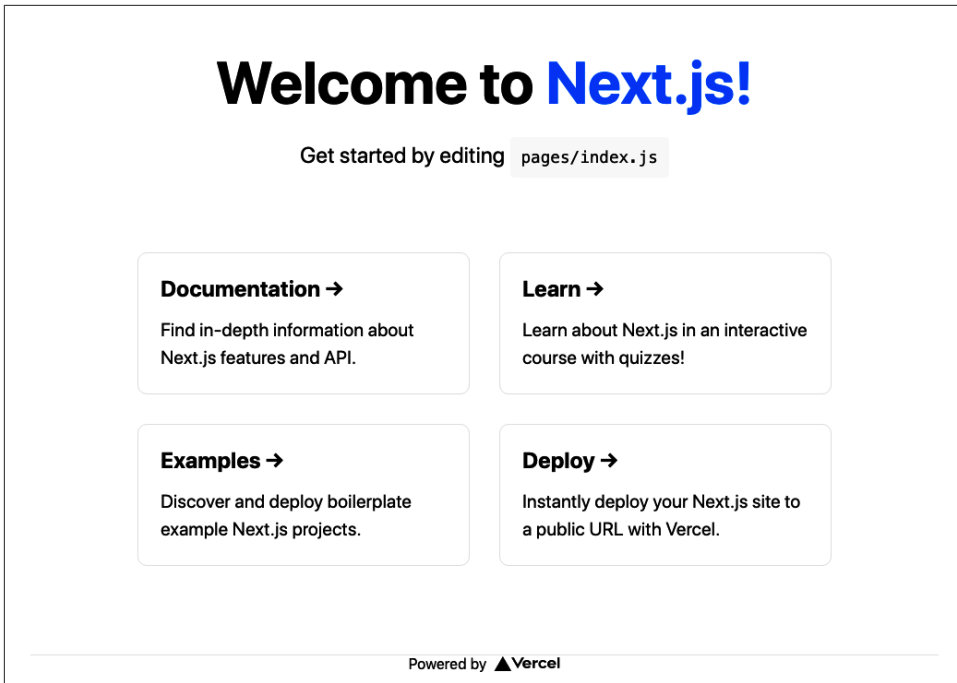 Welcome to Next.js!
Get started by editing pages/index.js
Documentation →
Find in-depth information about
Next.js features and API.
Learn →
Learn about Next.js in an interactive
course with quizzes!
Examples →
Discover and deploy boilerplate
example Next.js projects.
Deploy →
Instantly deploy your Next.js site to
a public URL with Vercel.
Powered by ▲Vercel